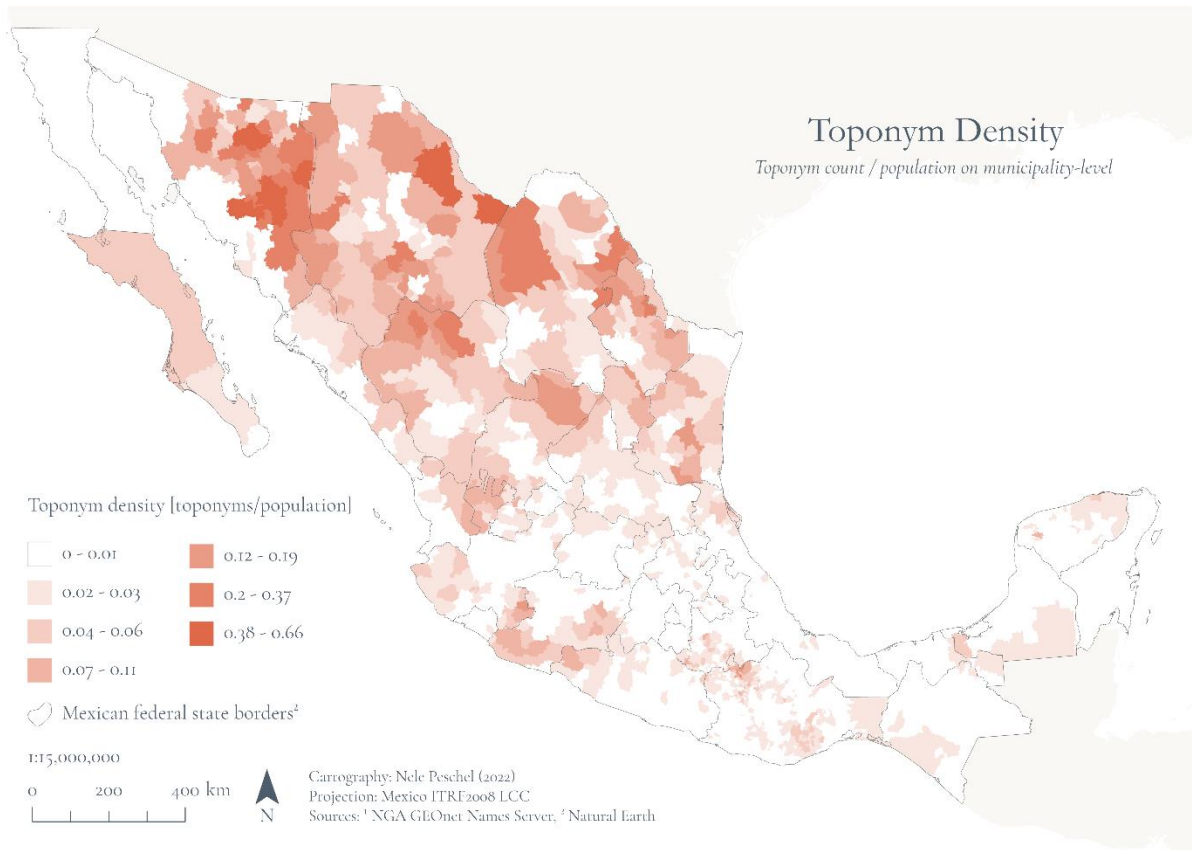 Toponym Density
Toponym count / population on municipality-level
Toponym density [toponyms/population]
0 - 0.01
0.02 - 0.03
0.04 - 0.06
0.07 - 0.11
0.12 - 0.19
0.2 - 0.37
0.38 - 0.66
Mexican federal state borders²
1:15,000,000
0 200 400 km
N
Cartography: Nele Peschel (2022)
Projection: Mexico ITRF2008 LCC
Sources: ¹ NGA GEOnet Names Server, ² Natural Earth